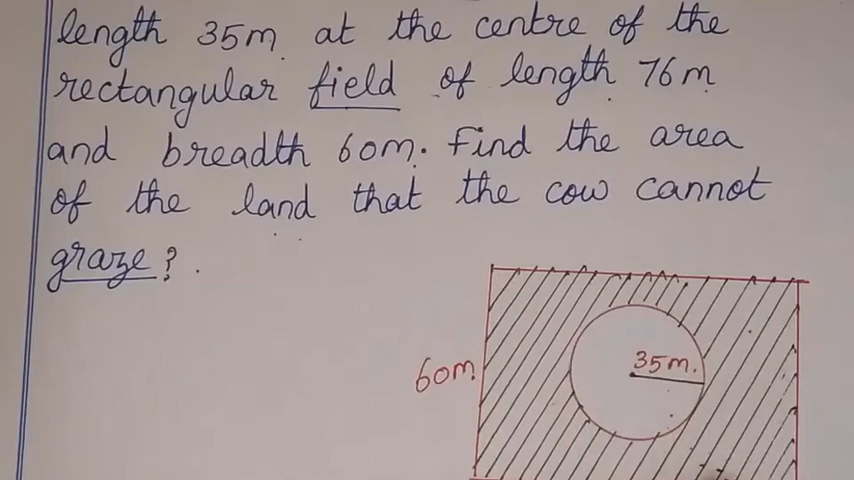 length 35m at the centre of the
rectangular field of length 76m
and breadth 60m. Find the area
of the land that the cow cannot
graze?
35m.
60m